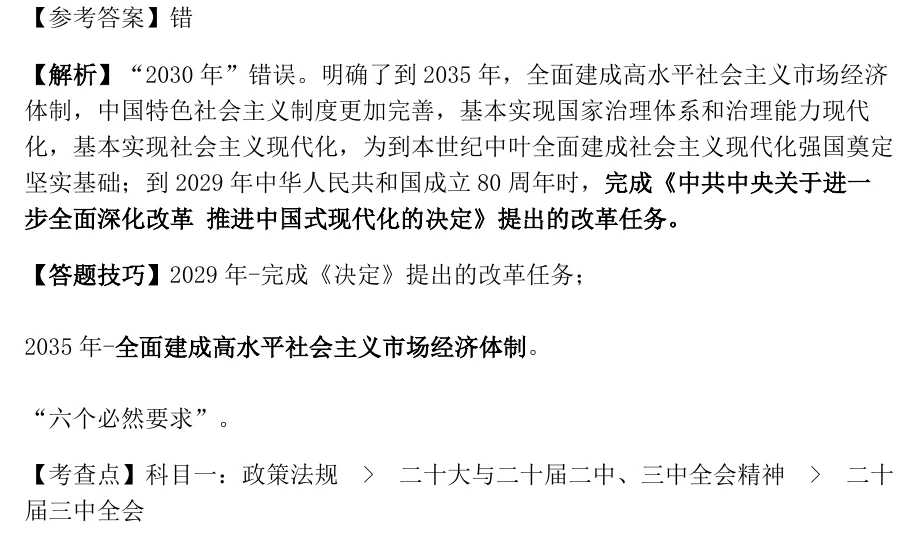 【参考答案】错
【解析】“2030 年”错误。明确了到 2035 年，全面建成高水平社会主义市场经济
体制，中国特色社会主义制度更加完善，基本实现国家治理体系和治理能力现代
化，基本实现社会主义现代化，为到本世纪中叶全面建成社会主义现代化强国奠定
坚实基础；到 2029 年中华人民共和国成立 80 周年时，完成《中共中央关于进一
步全面深化改革 推进中国式现代化的决定》提出的改革任务。
【答题技巧】2029 年-完成《决定》提出的改革任务；
2035 年-全面建成高水平社会主义市场经济体制。
“六个必然要求”。
【考查点】科目一：政策法规 > 二十大与二十届二中、三中全会精神 > 二十
届三中全会